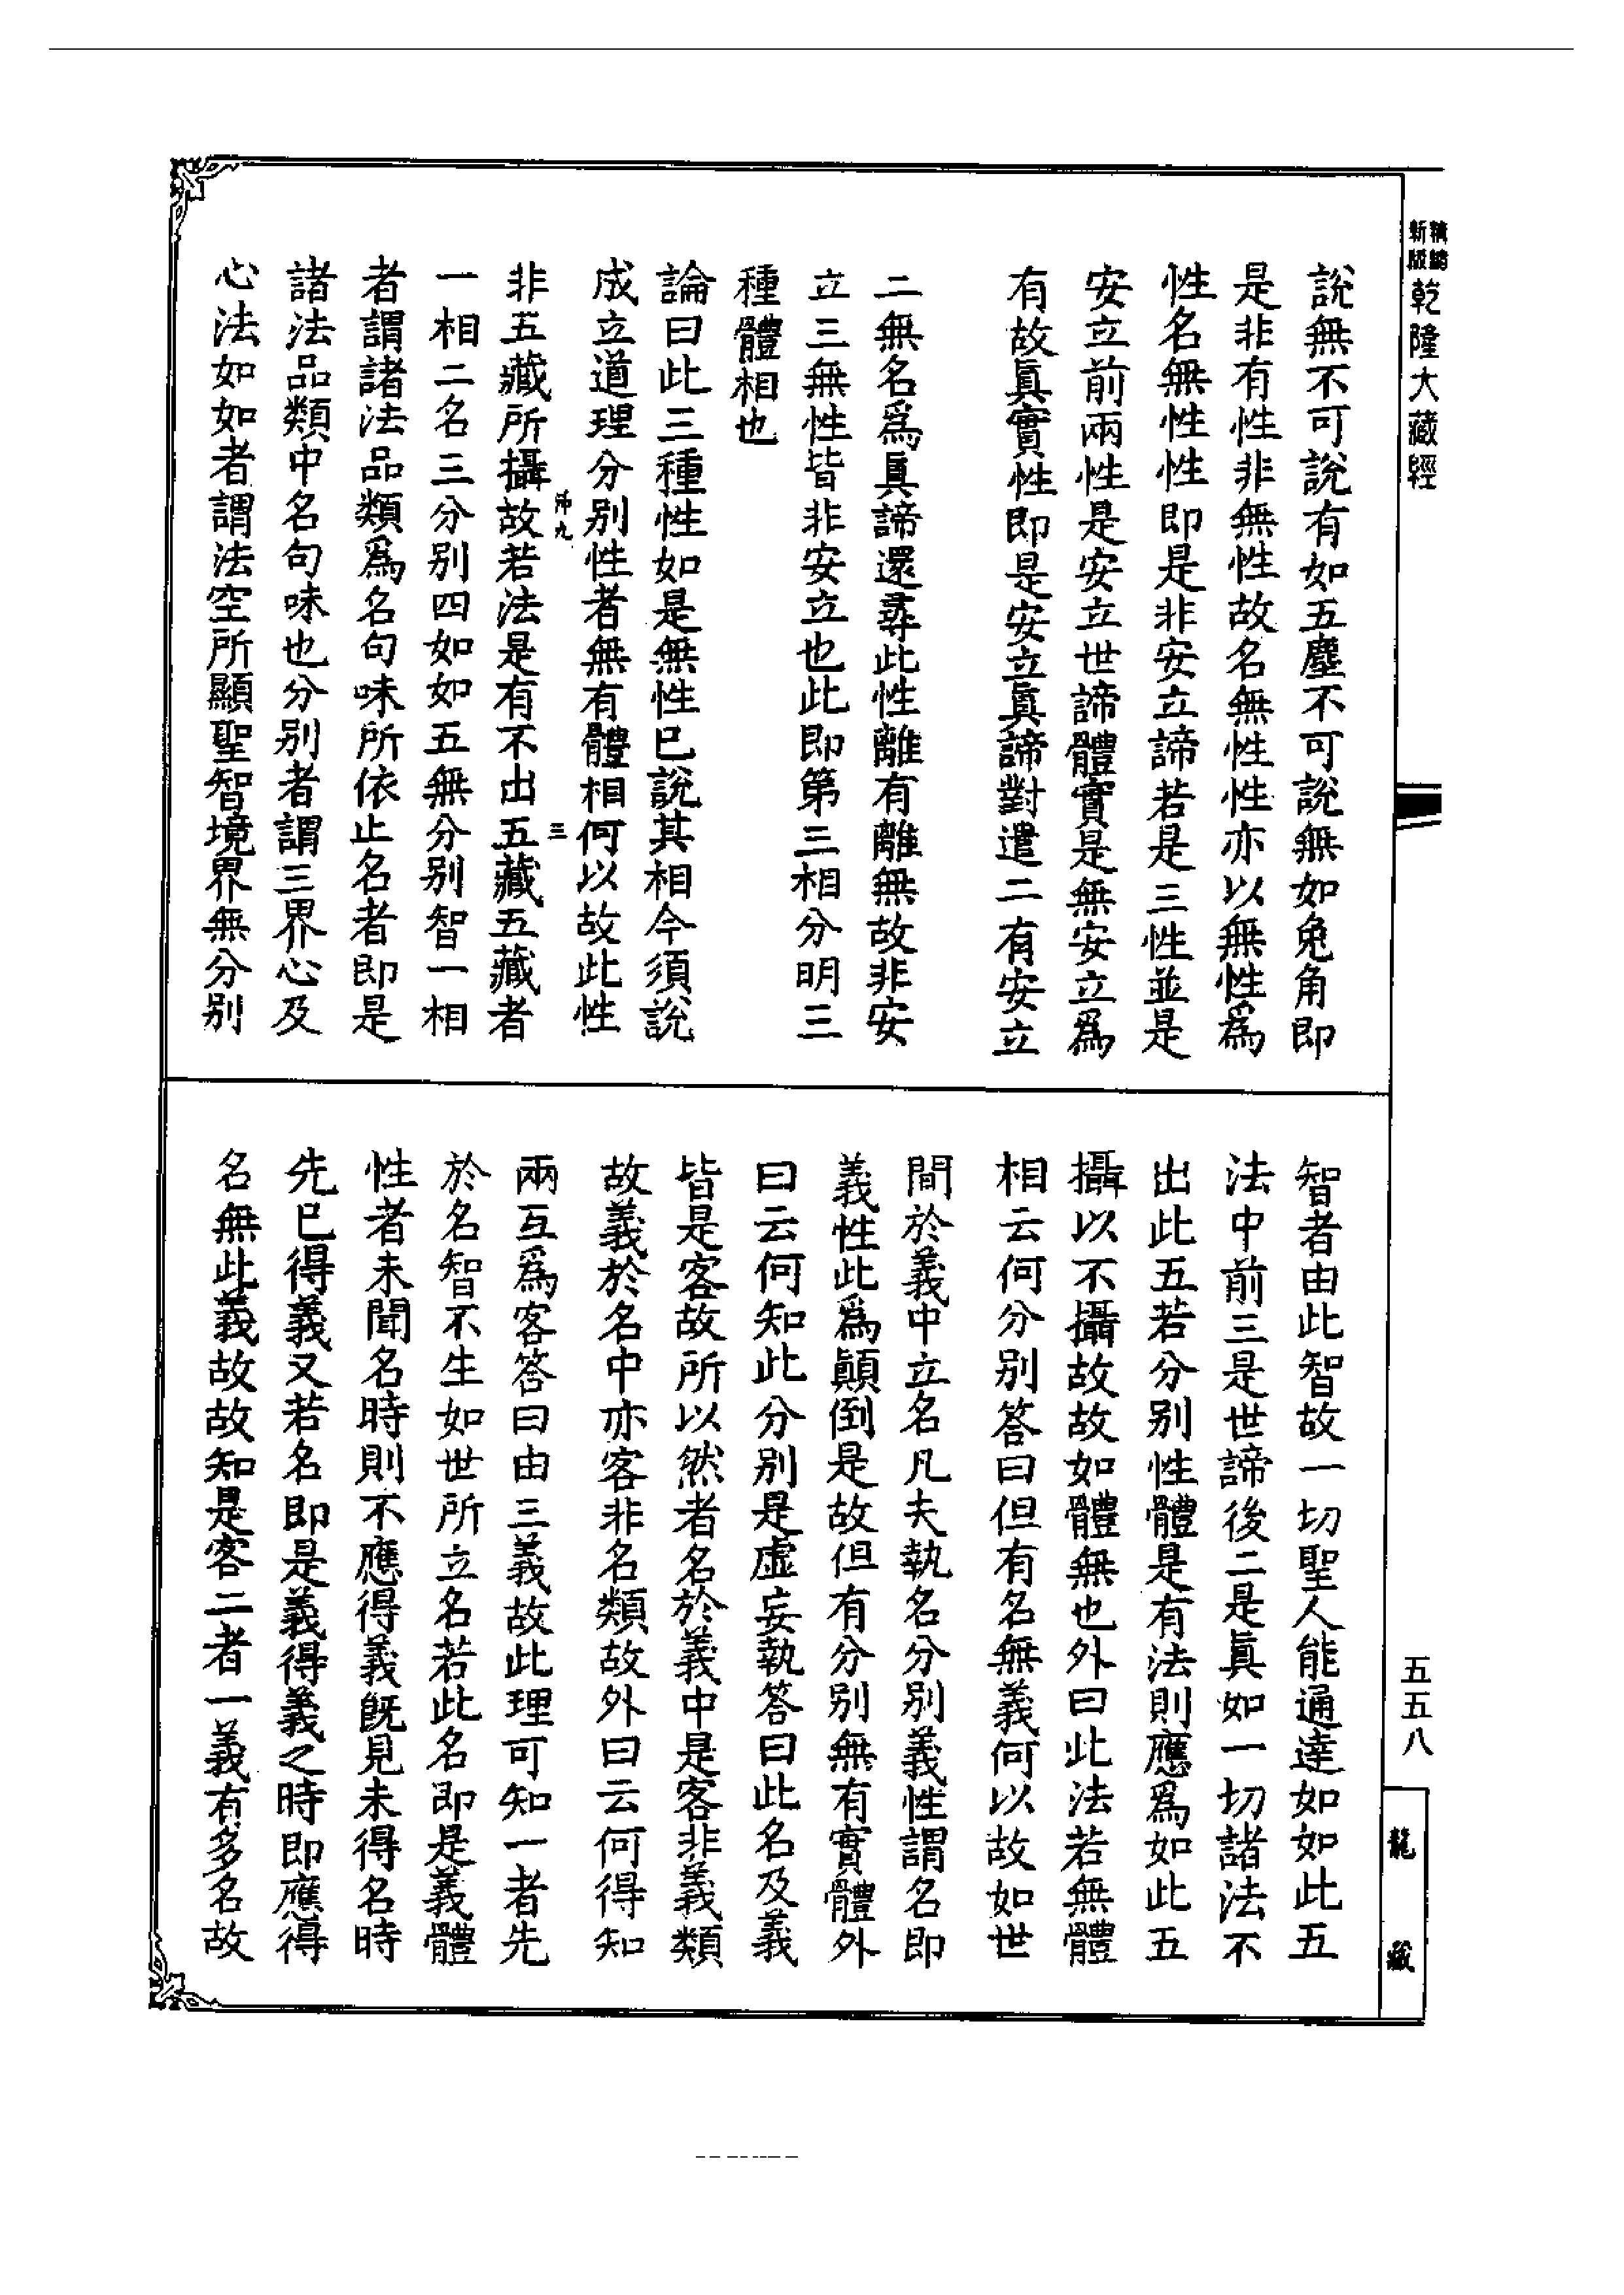 新版
乾隆大藏經
說無不可說有如五塵不可說無如兔角即
是非有性非無性故名無性性亦以無性為
性名無性性即是非安立諦若是三性並是
安立前兩性是安立世諦體實是無安立為
有故真實性即是安立真諦對遣二有安立
二無名爲真諦還尋此性離有離無故非安
立三無性皆非安立也此即第三相分明三
種體相也
論曰此三種性如是無性已說其相今須說
成立道理分別性者無有體相何以故此性
非五藏所攝故若法是有不出五藏五藏者
一相二名三分別四如如五無分別智一相
者謂諸法品類爲名句味所依止名者即是
諸法品類中名句味也分別者謂三界心及
心法如如者謂法空所顯聖智境界無分別
三
智者由此智故一切聖人能通達如如此五
法中前三是世諦後二是真如一切諸法不
出此五若分別性體是有法則應爲如此五
攝以不攝故故如體無也外曰此法若無體
相云何分別答曰但有名無義何以故如世
間於義中立名凡夫執名分別義性謂名即
義性此爲顛倒是故但有分別無有實體外
曰云何知此分別是虛妄執答曰此名及義
皆是客故所以然者名於義中是客非義類
故義於名中亦客非名類故外曰云何得知
兩互爲客答曰由三義故此理可知一者先
於名智不生如世所立名若此名即是義體
性者未聞名時則不應得義旣見未得名時
先已得義又若名即是義得義之時即應得
名無此義故故知是客二者一義有多名故
五五八
龍藏